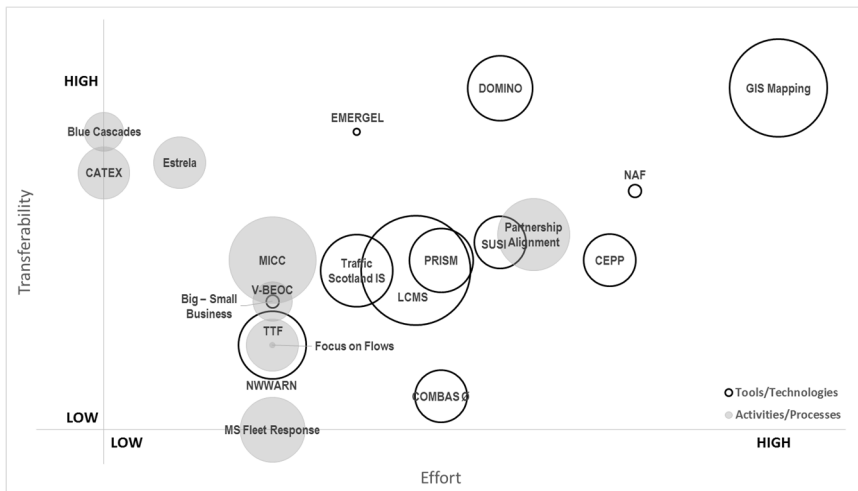 HIGH
DOMINO
GIS Mapping
EMERGEL
Blue Cascades
Estrela
CATEX
NAF
Transferability
Partnership
Alignment
SUSI
MICC
Traffic
Scotland IS
PRISM
CEPP
V-BEOC
LCMS
Big – Small
Business
TTF
Focus on Flows
NWWARN
COMBAS Ø
Tools/Technologies
Activities/Processes
LOW
MS Fleet Response
LOW
HIGH
Effort